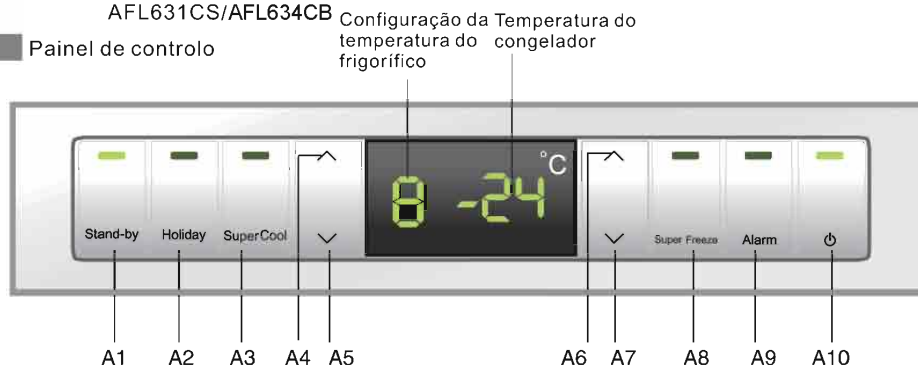 AFL631CS/AFL634CB
Configuração da temperatura do frigorífico
Temperatura do congelador
Painel de controlo
8 -24 °C
Stand-by Holiday SuperCool Super Freeze Alarm
A1 A2 A3 A4 A5 A6 A7 A8 A9 A10